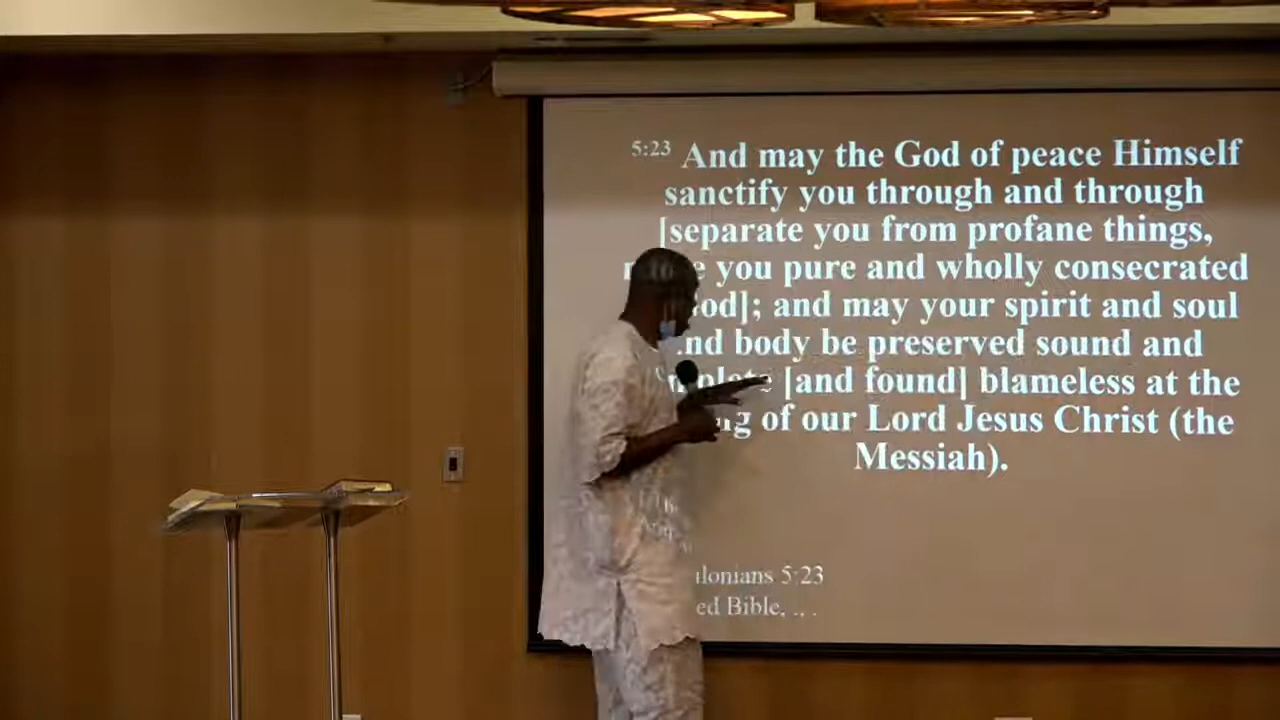 5:23 And may the God of peace Himself
sanctify you through and through
[separate you from profane things,
you pure and wholly consecrated
od]; and may your spirit and soul
nd body be preserved sound and
[and found] blameless at the
g of our Lord Jesus Christ (the
Messiah).
lonians 5:23
ed Bible, ., .